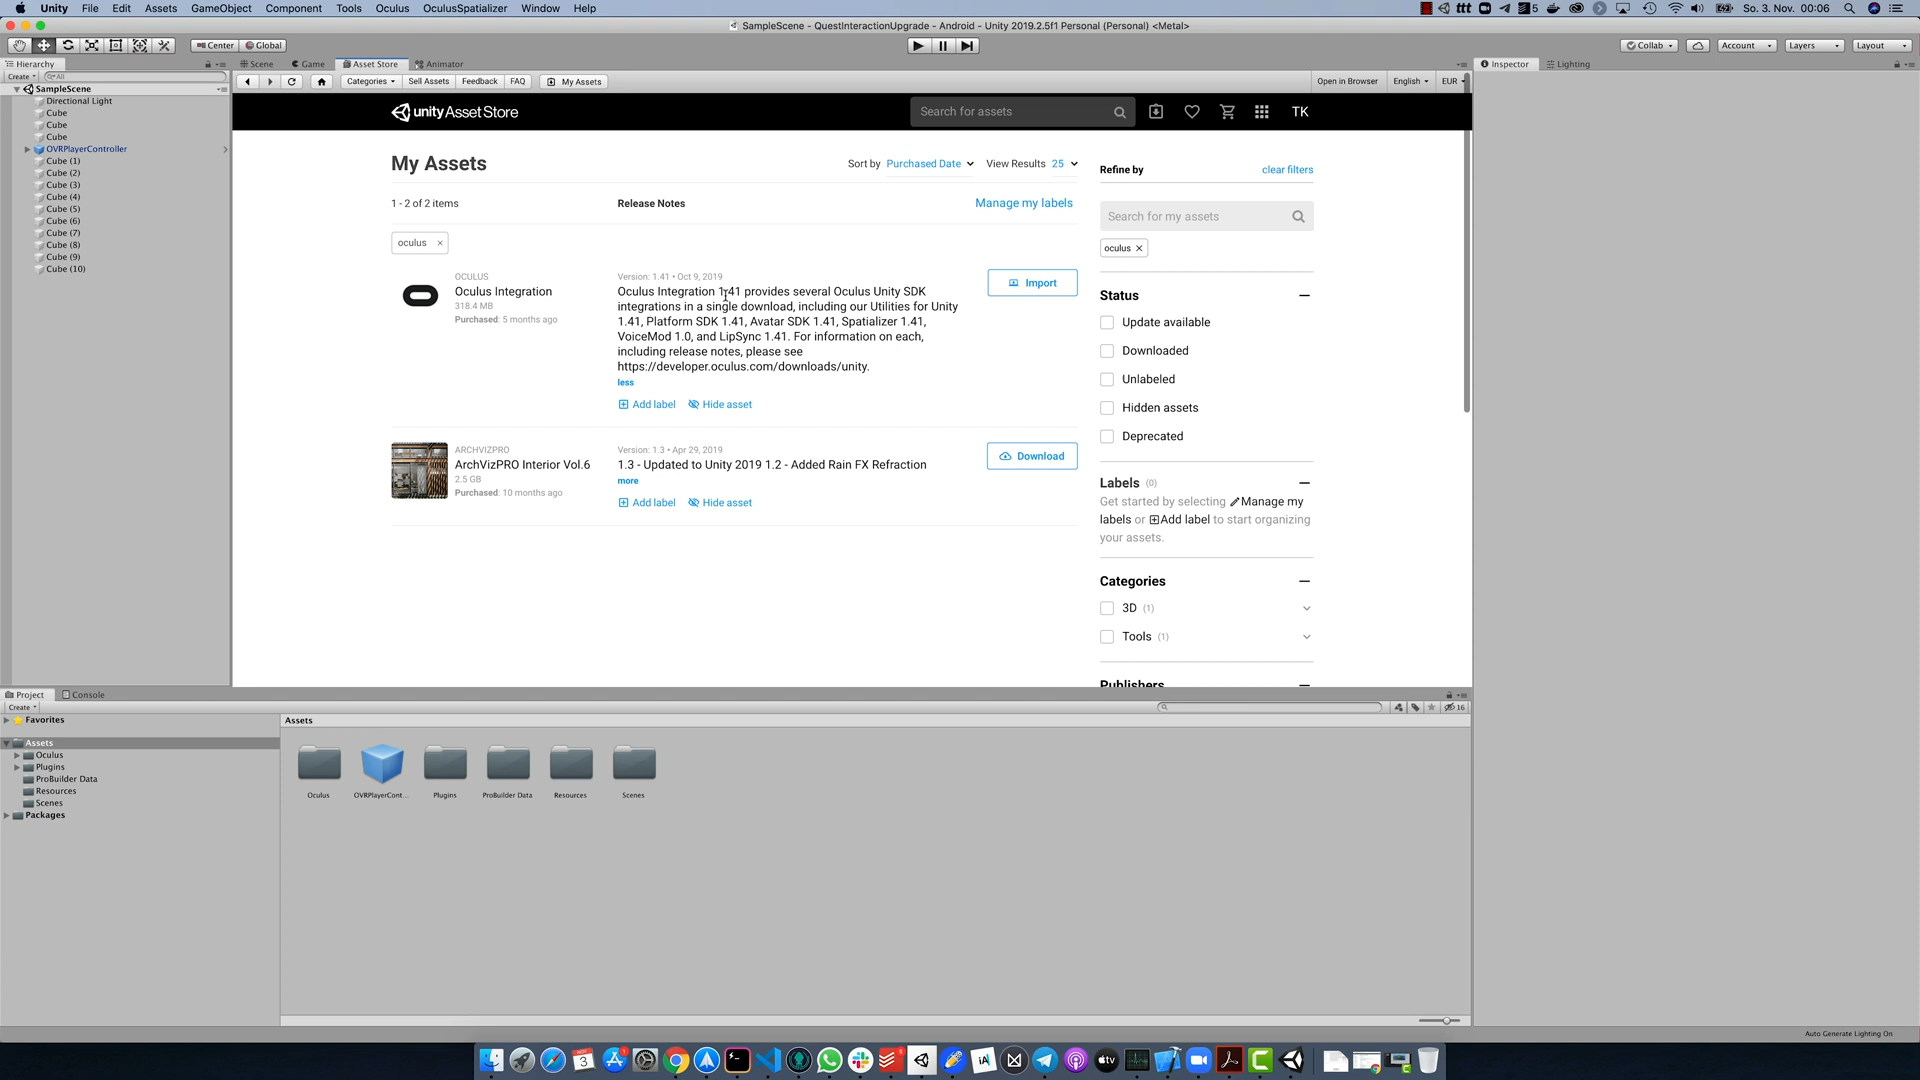 Unity File Edit Assets GameObject Component Tools Oculus OculusSpatializer Window Help
5 So. 3. Nov. 00:06
SampleScene - QuestInteractionUpgrade - Android - Unity 2019.2.5f1 Personal (Personal) <Metal>
Center Global
Collab Account Layers Layout
Hierarchy
Scene Game Asset Store Animator
Inspector Lighting
Create All
Categories Sell Assets Feedback FAQ My Assets
Open in Browser English EUR
SampleScene
Directional Light
Cube
Cube
Cube
OVRPlayerController
Cube (1)
Cube (2)
Cube (3)
Cube (4)
Cube (5)
Cube (6)
Cube (7)
Cube (8)
Cube (9)
Cube (10)
unity Asset Store
Search for assets
TK
My Assets
Sort by Purchased Date View Results 25
1 - 2 of 2 items
Release Notes
Manage my labels
oculus
OCULUS
Oculus Integration
318.4 MB
Purchased: 5 months ago
Version: 1.41 • Oct 9, 2019
Oculus Integration 1.41 provides several Oculus Unity SDK
integrations in a single download, including our Utilities for Unity
1.41, Platform SDK 1.41, Avatar SDK 1.41, Spatializer 1.41,
VoiceMod 1.0, and LipSync 1.41. For information on each,
including release notes, please see
https://developer.oculus.com/downloads/unity.
less
Add label Hide asset
Import
ARCHVIZPRO
ArchVizPRO Interior Vol.6
2.5 GB
Purchased: 10 months ago
Version: 1.3 • Apr 29, 2019
1.3 - Updated to Unity 2019 1.2 - Added Rain FX Refraction
more
Add label Hide asset
Download
Refine by
clear filters
Search for my assets
oculus
Status
Update available
Downloaded
Unlabeled
Hidden assets
Deprecated
Labels (0)
Get started by selecting Manage my
labels or Add label to start organizing
your assets.
Categories
3D (1)
Tools (1)
Publishers
Project Console
Create
16
Favorites
Assets
Oculus
Plugins
ProBuilder Data
Resources
Scenes
Packages
Assets
Oculus
OVRPlayerCont...
Plugins
ProBuilder Data
Resources
Scenes
Auto Generate Lighting On